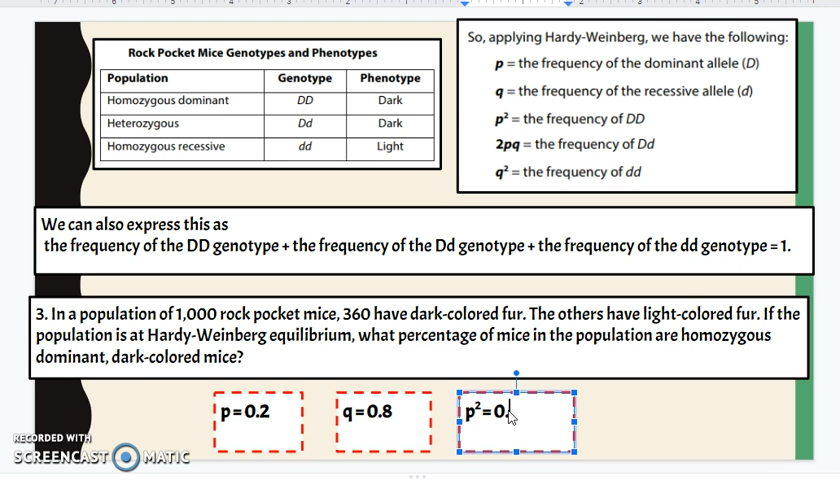 Rock Pocket Mice Genotypes and Phenotypes
Population Genotype Phenotype
Homozygous dominant DD Dark
Heterozygous Dd Dark
Homozygous recessive dd Light
So, applying Hardy-Weinberg, we have the following:
p = the frequency of the dominant allele (D)
q = the frequency of the recessive allele (d)
p² = the frequency of DD
2pq = the frequency of Dd
q² = the frequency of dd
We can also express this as
the frequency of the DD genotype + the frequency of the Dd genotype + the frequency of the dd genotype = 1.
3. In a population of 1,000 rock pocket mice, 360 have dark-colored fur. The others have light-colored fur. If the
population is at Hardy-Weinberg equilibrium, what percentage of mice in the population are homozygous
dominant, dark-colored mice?
p = 0.2
q = 0.8
p² = 0.
RECORDED WITH
SCREENCAST MATIC